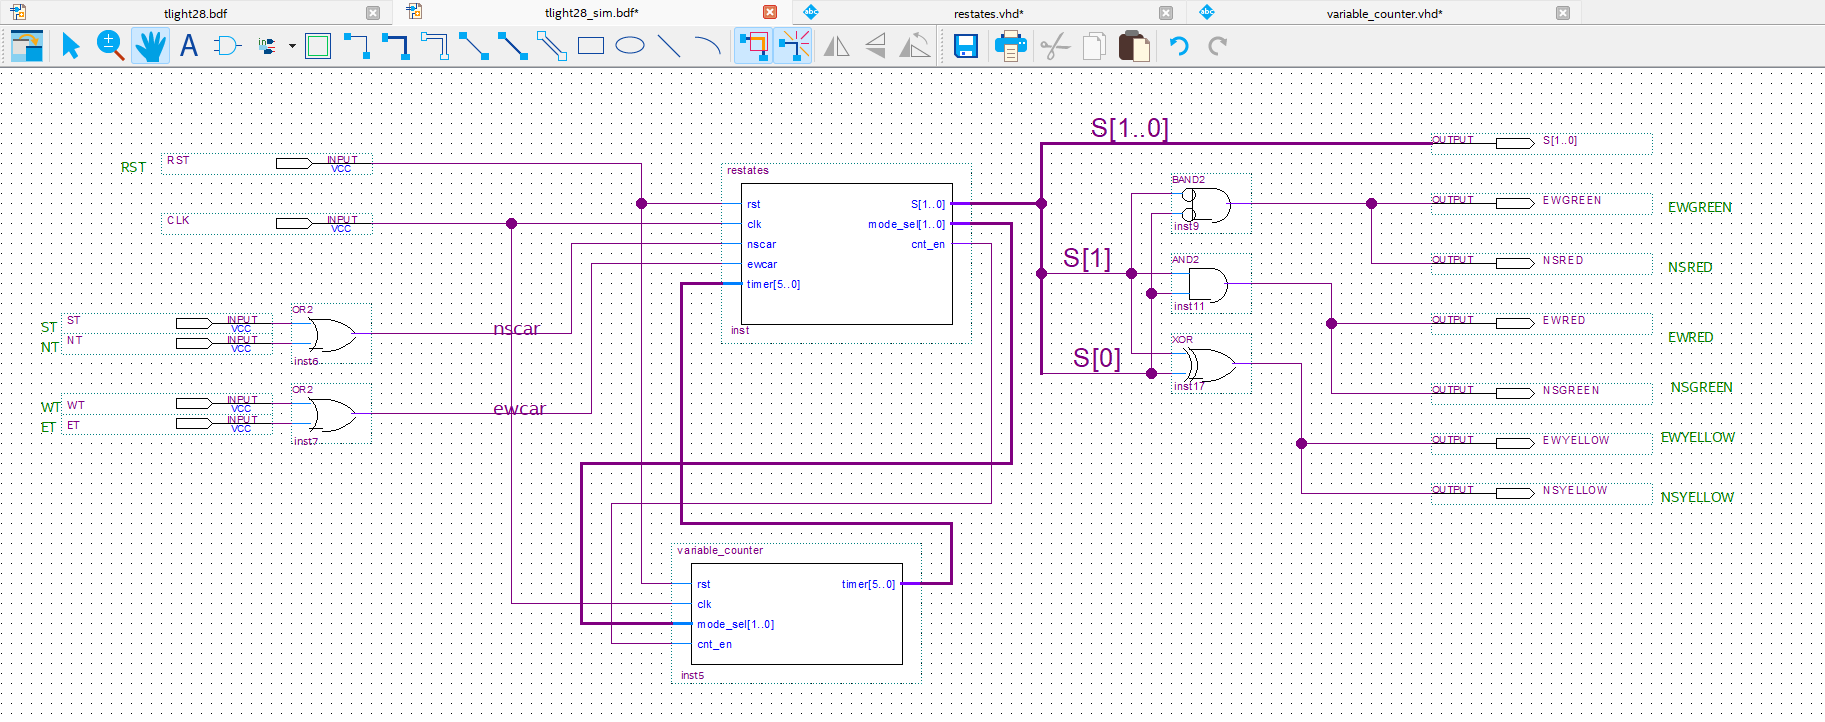 tlight28.bdf
tlight28_sim.bdf*
restates.vhd*
variable_counter.vhd*
A
abc
abc
RST
RST
INPUT
VCC
CLK
INPUT
VCC
ST
ST
INPUT
VCC
NT
NT
INPUT
VCC
OR2
inst6
nscar
WT
WT
INPUT
VCC
ET
ET
INPUT
VCC
OR2
inst7
ewcar
restates
rst
clk
nscar
ewcar
timer[5..0]
S[1..0]
mode_sel[1..0]
cnt_en
inst
variable_counter
rst
clk
mode_sel[1..0]
cnt_en
timer[5..0]
inst5
S[1..0]
S[1]
S[0]
BAND2
inst9
AND2
inst11
XOR
inst17
OUTPUT
S[1..0]
OUTPUT
EWGREEN
EWGREEN
OUTPUT
NSRED
NSRED
OUTPUT
EWRED
EWRED
OUTPUT
NSGREEN
NSGREEN
OUTPUT
EWYELLOW
EWYELLOW
OUTPUT
NSYELLOW
NSYELLOW